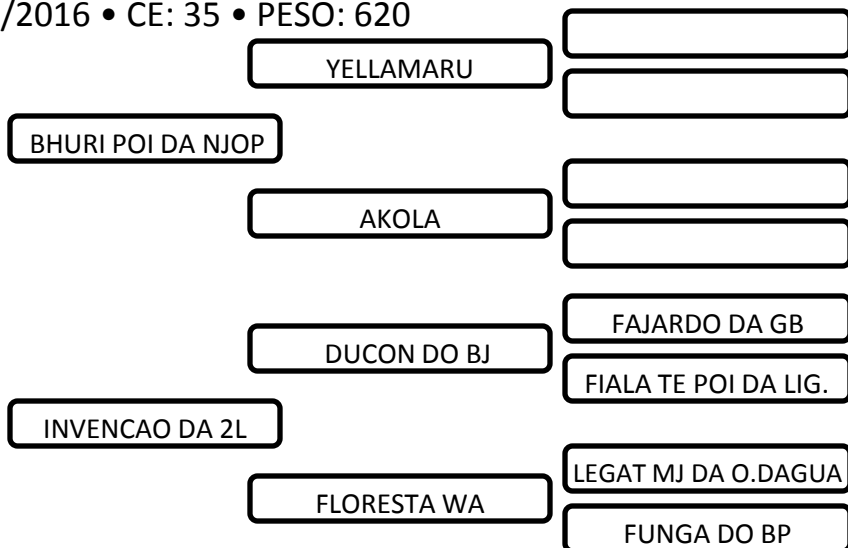 /2016 • CE: 35 • PESO: 620
YELLAMARU
BHURI POI DA NJOP
AKOLA
FAJARDO DA GB
DUCON DO BJ
FIALA TE POI DA LIG.
INVENCAO DA 2L
LEGAT MJ DA O.DAGUA
FLORESTA WA
FUNGA DO BP